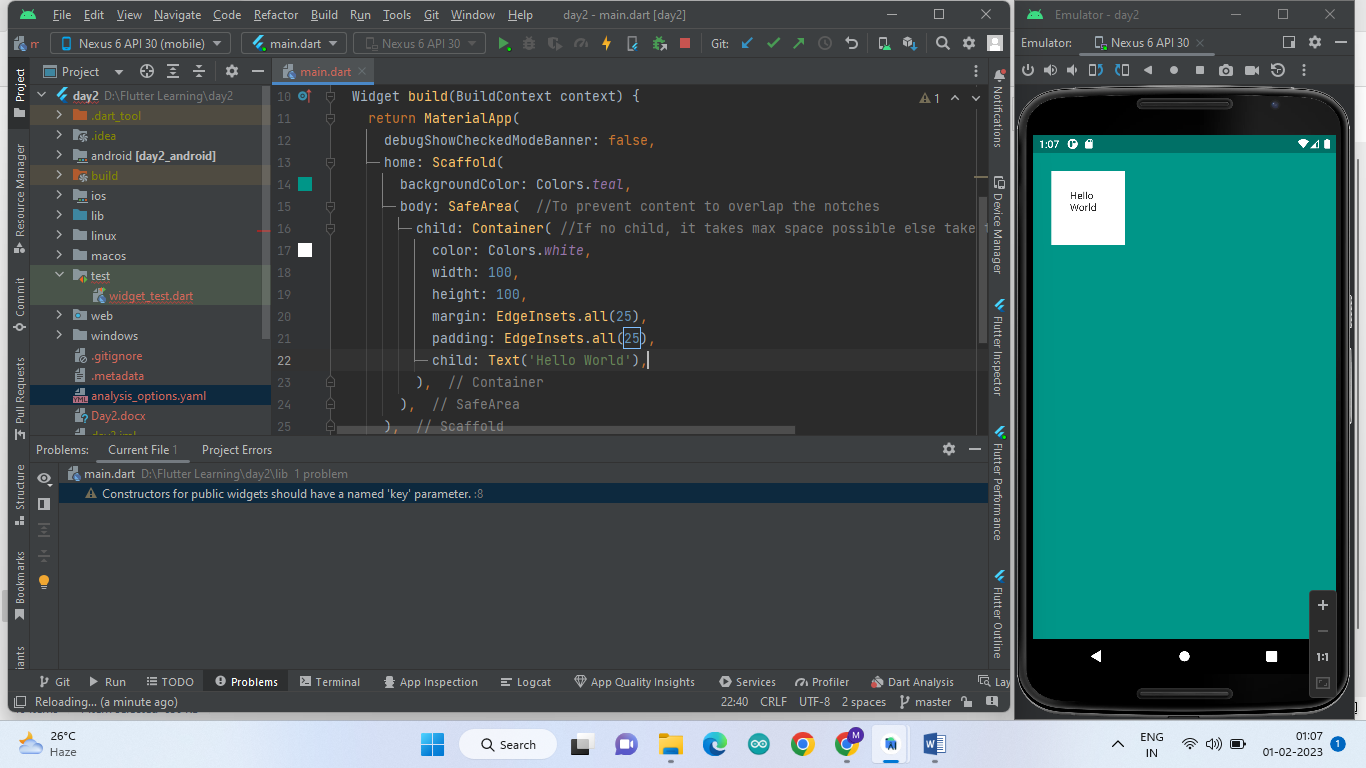 File Edit View Navigate Code Refactor Build Run Tools Git Window Help day2 - main.dart [day2]
m Nexus 6 API 30 (mobile) main.dart Nexus 6 API 30 Git:
Project main.dart
day2 D:\Flutter Learning\day2
.dart_tool
.idea
android [day2_android]
build
ios
lib
linux
macos
test
widget_test.dart
web
windows
.gitignore
.metadata
analysis_options.yaml
Day2.docx
day2.iml
Project
Resource Manager
Commit
Pull Requests
Structure
Bookmarks
iants
10 Widget build(BuildContext context) {
11 return MaterialApp(
12 debugShowCheckedModeBanner: false,
13 home: Scaffold(
14 backgroundColor: Colors.teal,
15 body: SafeArea( //To prevent content to overlap the notches
16 child: Container( //If no child, it takes max space possible else take t
17 color: Colors.white,
18 width: 100,
19 height: 100,
20 margin: EdgeInsets.all(25),
21 padding: EdgeInsets.all(25),
22 child: Text('Hello World'),
23 ), // Container
24 ), // SafeArea
25 ), // Scaffold
1
Notifications
Device Manager
Flutter Inspector
Flutter Performance
Flutter Outline
Problems: Current File 1 Project Errors
main.dart D:\Flutter Learning\day2\lib 1 problem
Constructors for public widgets should have a named 'key' parameter. :8
Git Run TODO Problems Terminal App Inspection Logcat App Quality Insights Services Profiler Dart Analysis Lay
Reloading... (a minute ago) 22:40 CRLF UTF-8 2 spaces master
Emulator - day2
Emulator: Nexus 6 API 30
1:07
Hello
World
1:1
26°C
Haze
Search
M
ENG
IN
01:07
01-02-2023
1